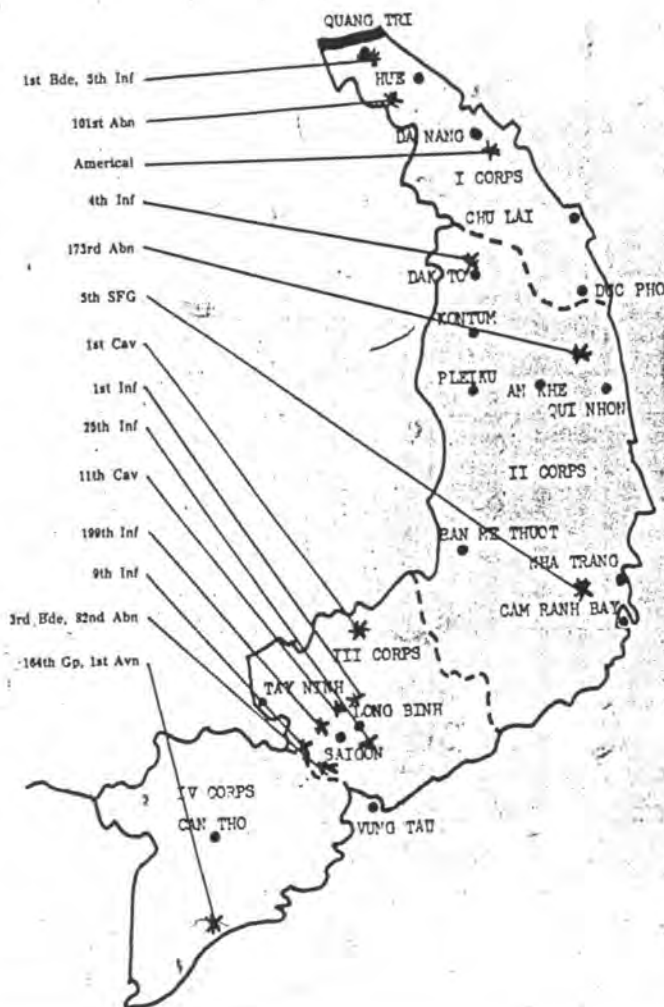 QUANG TRI
1st Bde, 5th Inf
HUE
101st Abn
DA NANG
Americal
I CORPS
4th Inf
CHU LAI
173rd Abn
DAK TO
DUC PHO
5th SFG
KONTUM
1st Cav
PLEIKU
AN KHE
1st Inf
QUI NHON
25th Inf
11th Cav
II CORPS
199th Inf
BAN ME THUOT
9th Inf
NHA TRANG
3rd Bde, 82nd Abn
CAM RANH BAY
III CORPS
164th Gp, 1st Avn
TAY NINH
LONG BINH
SAIGON
IV CORPS
CAN THO
VUNG TAU